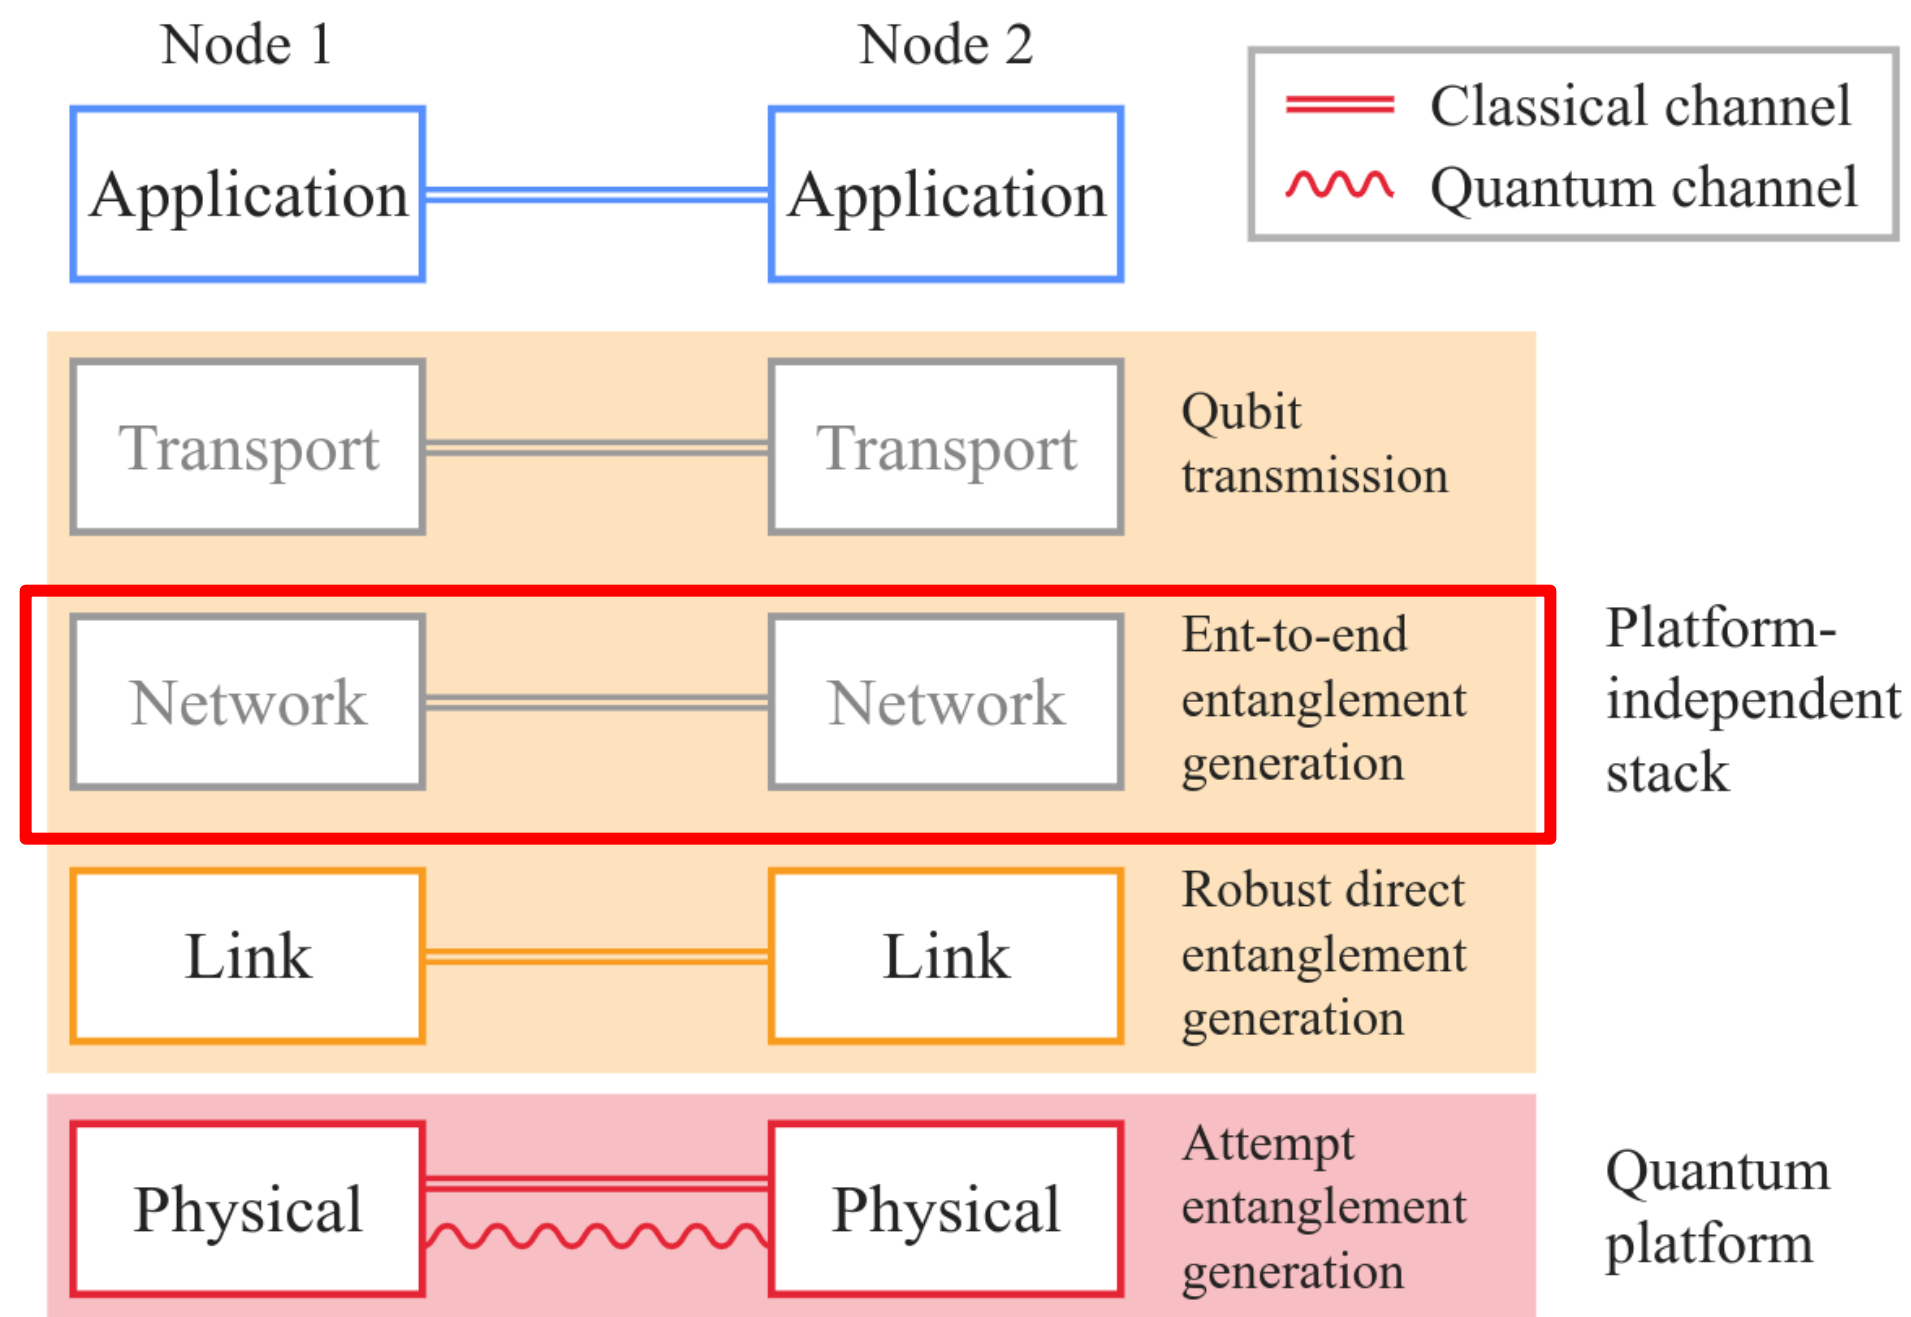 Node 1
Node 2
Classical channel
Quantum channel
Application
Application
Transport
Transport
Qubit
transmission
Network
Network
Ent-to-end
entanglement
generation
Platform-
independent
stack
Link
Link
Robust direct
entanglement
generation
Physical
Physical
Attempt
entanglement
generation
Quantum
platform